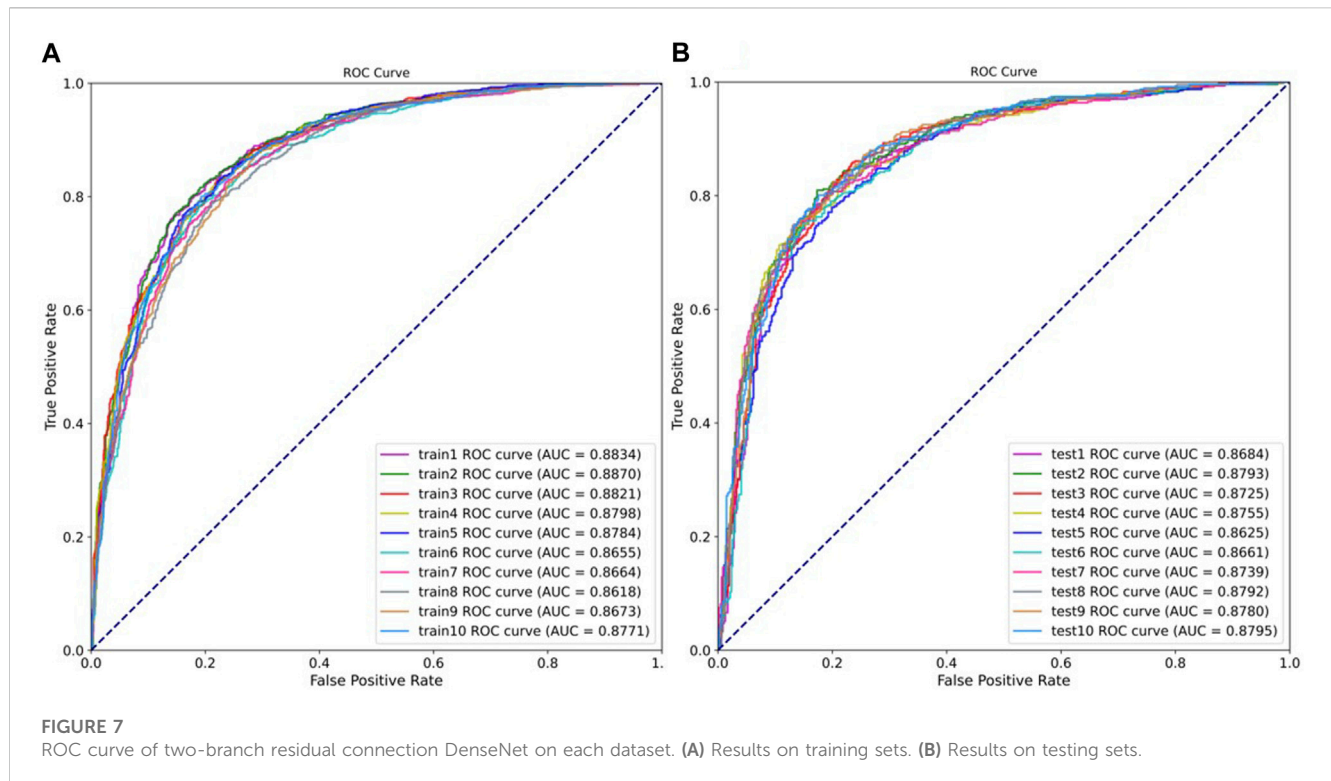 A
ROC Curve
1.0
0.8
0.6
0.4
0.2
0.0
True Positive Rate
train1 ROC curve (AUC = 0.8834)
train2 ROC curve (AUC = 0.8870)
train3 ROC curve (AUC = 0.8821)
train4 ROC curve (AUC = 0.8798)
train5 ROC curve (AUC = 0.8784)
train6 ROC curve (AUC = 0.8655)
train7 ROC curve (AUC = 0.8664)
train8 ROC curve (AUC = 0.8618)
train9 ROC curve (AUC = 0.8673)
train10 ROC curve (AUC = 0.8771)
0.0 0.2 0.4 0.6 0.8 1.
False Positive Rate
B
ROC Curve
1.0
0.8
0.6
0.4
0.2
0.0
True Positive Rate
test1 ROC curve (AUC = 0.8684)
test2 ROC curve (AUC = 0.8793)
test3 ROC curve (AUC = 0.8725)
test4 ROC curve (AUC = 0.8755)
test5 ROC curve (AUC = 0.8625)
test6 ROC curve (AUC = 0.8661)
test7 ROC curve (AUC = 0.8739)
test8 ROC curve (AUC = 0.8792)
test9 ROC curve (AUC = 0.8780)
test10 ROC curve (AUC = 0.8795)
0.0 0.2 0.4 0.6 0.8 1.0
False Positive Rate
FIGURE 7
ROC curve of two-branch residual connection DenseNet on each dataset. (A) Results on training sets. (B) Results on testing sets.